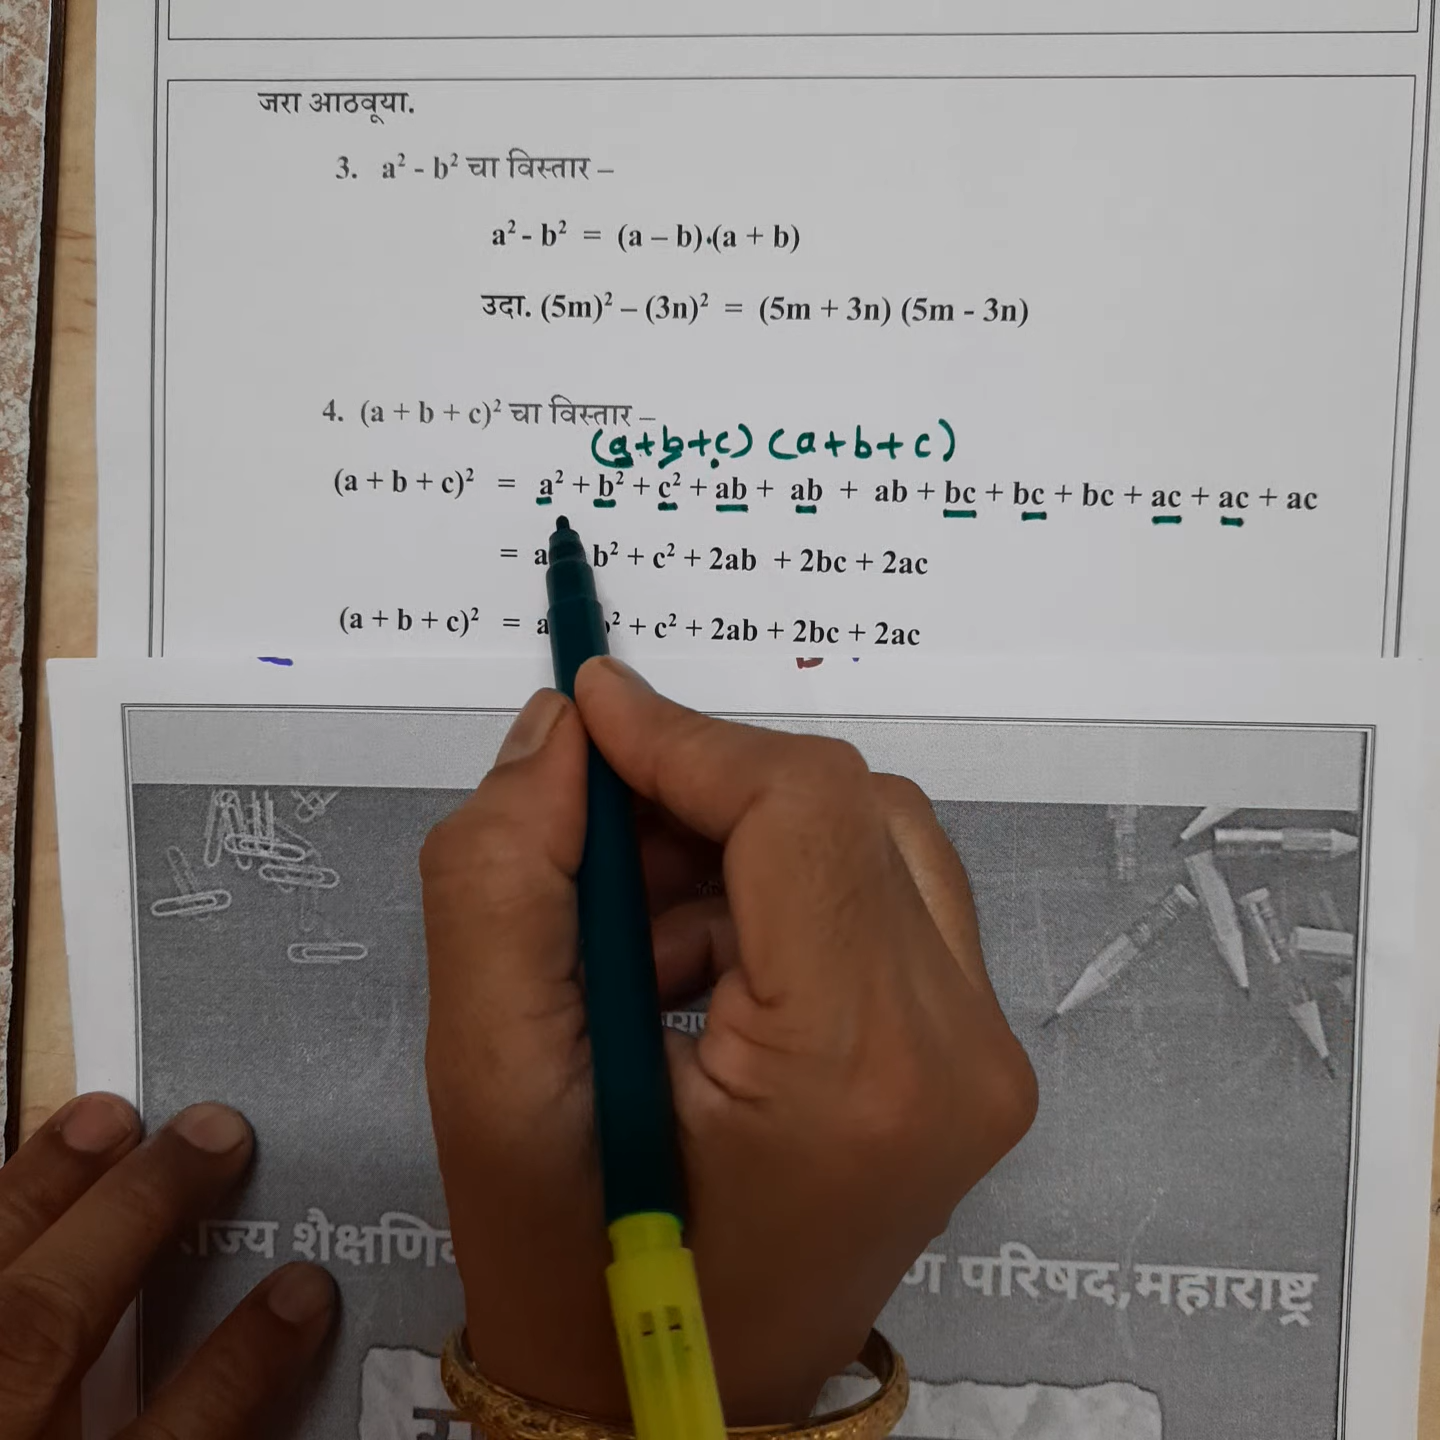 जरा आठवूया.
3. a² - b² चा विस्तार –
a² - b² = (a – b).(a + b)
उदा. (5m)² – (3n)² = (5m + 3n) (5m - 3n)
4. (a + b + c)² चा विस्तार –
(a+b+c) (a+b+c)
(a + b + c)² = a² + b² + c² + ab + ab + ab + bc + bc + bc + ac + ac + ac
= a b² + c² + 2ab + 2bc + 2ac
(a + b + c)² = a ² + c² + 2ab + 2bc + 2ac
परिषद,महाराष्ट्र